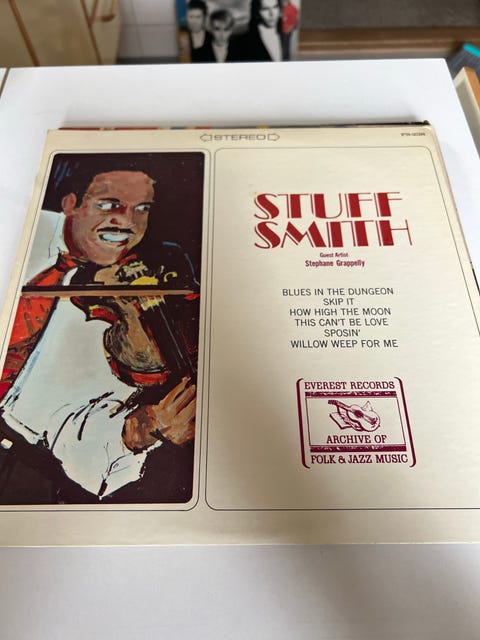 STEREO
STUFF
SMITH
Guest Artist
Stephane Grappelly
BLUES IN THE DUNGEON
SKIP IT
HOW HIGH THE MOON
THIS CAN'T BE LOVE
SPOSIN'
WILLOW WEEP FOR ME
EVEREST RECORDS
ARCHIVE OF
FOLK & JAZZ MUSIC